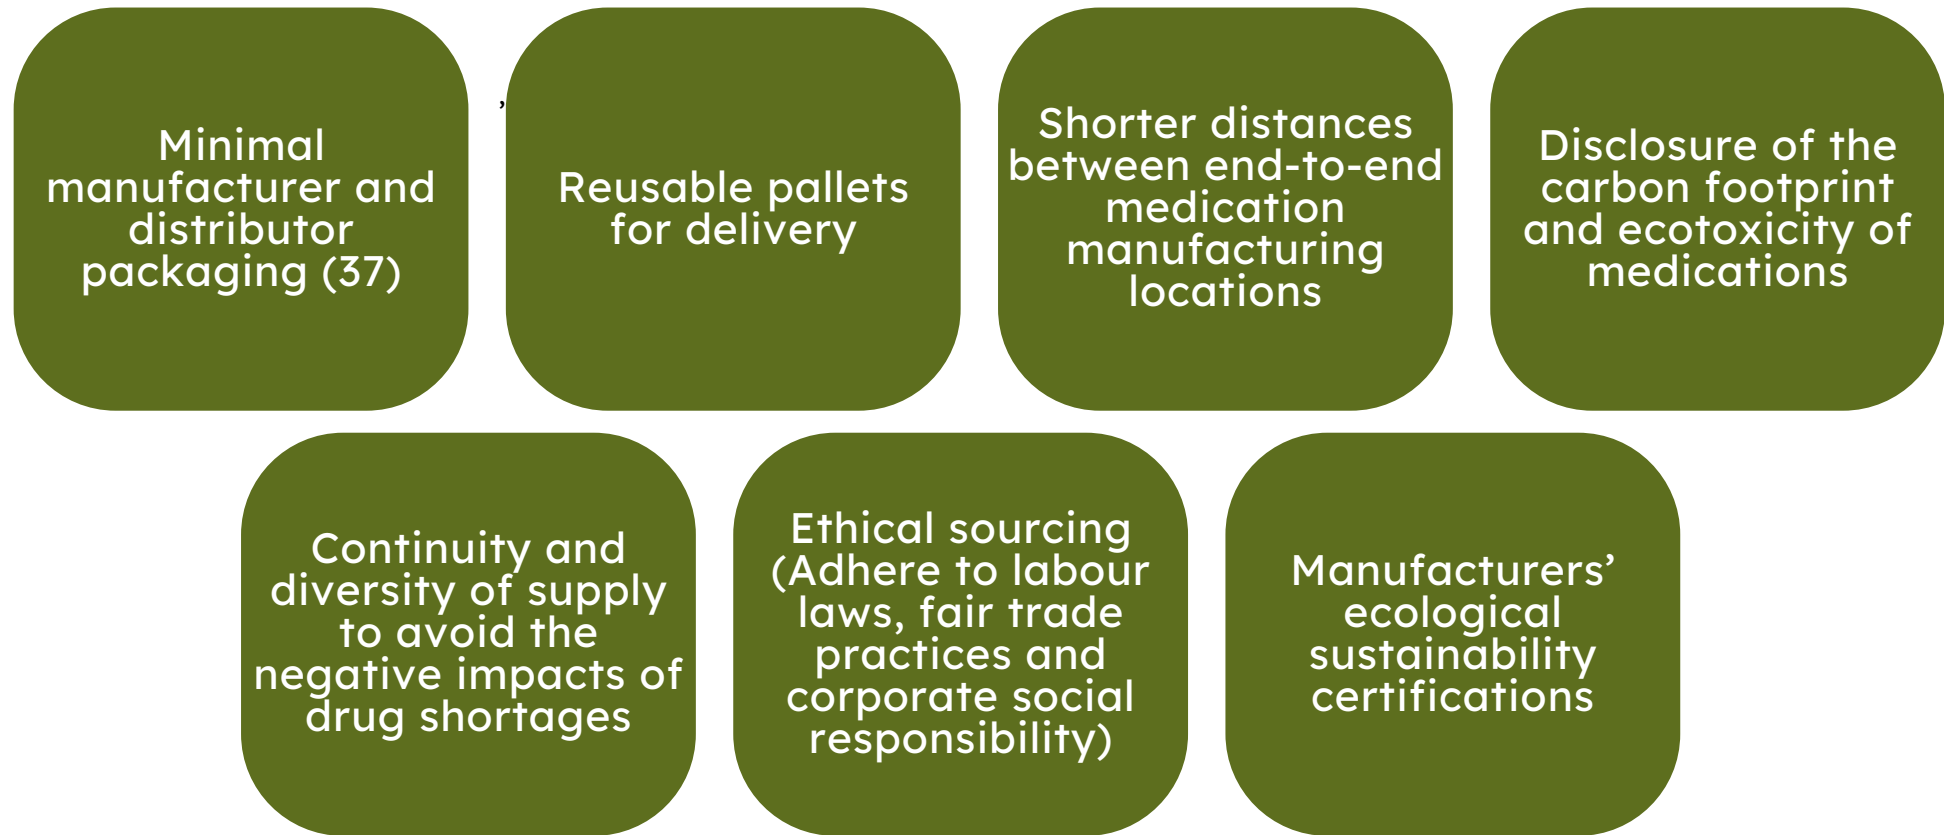 Minimal
manufacturer and
distributor
packaging (37)
,
Reusable pallets
for delivery
Shorter distances
between end-to-end
medication
manufacturing
locations
Disclosure of the
carbon footprint
and ecotoxicity of
medications
Continuity and
diversity of supply
to avoid the
negative impacts of
drug shortages
Ethical sourcing
(Adhere to labour
laws, fair trade
practices and
corporate social
responsibility)
Manufacturers’
ecological
sustainability
certifications